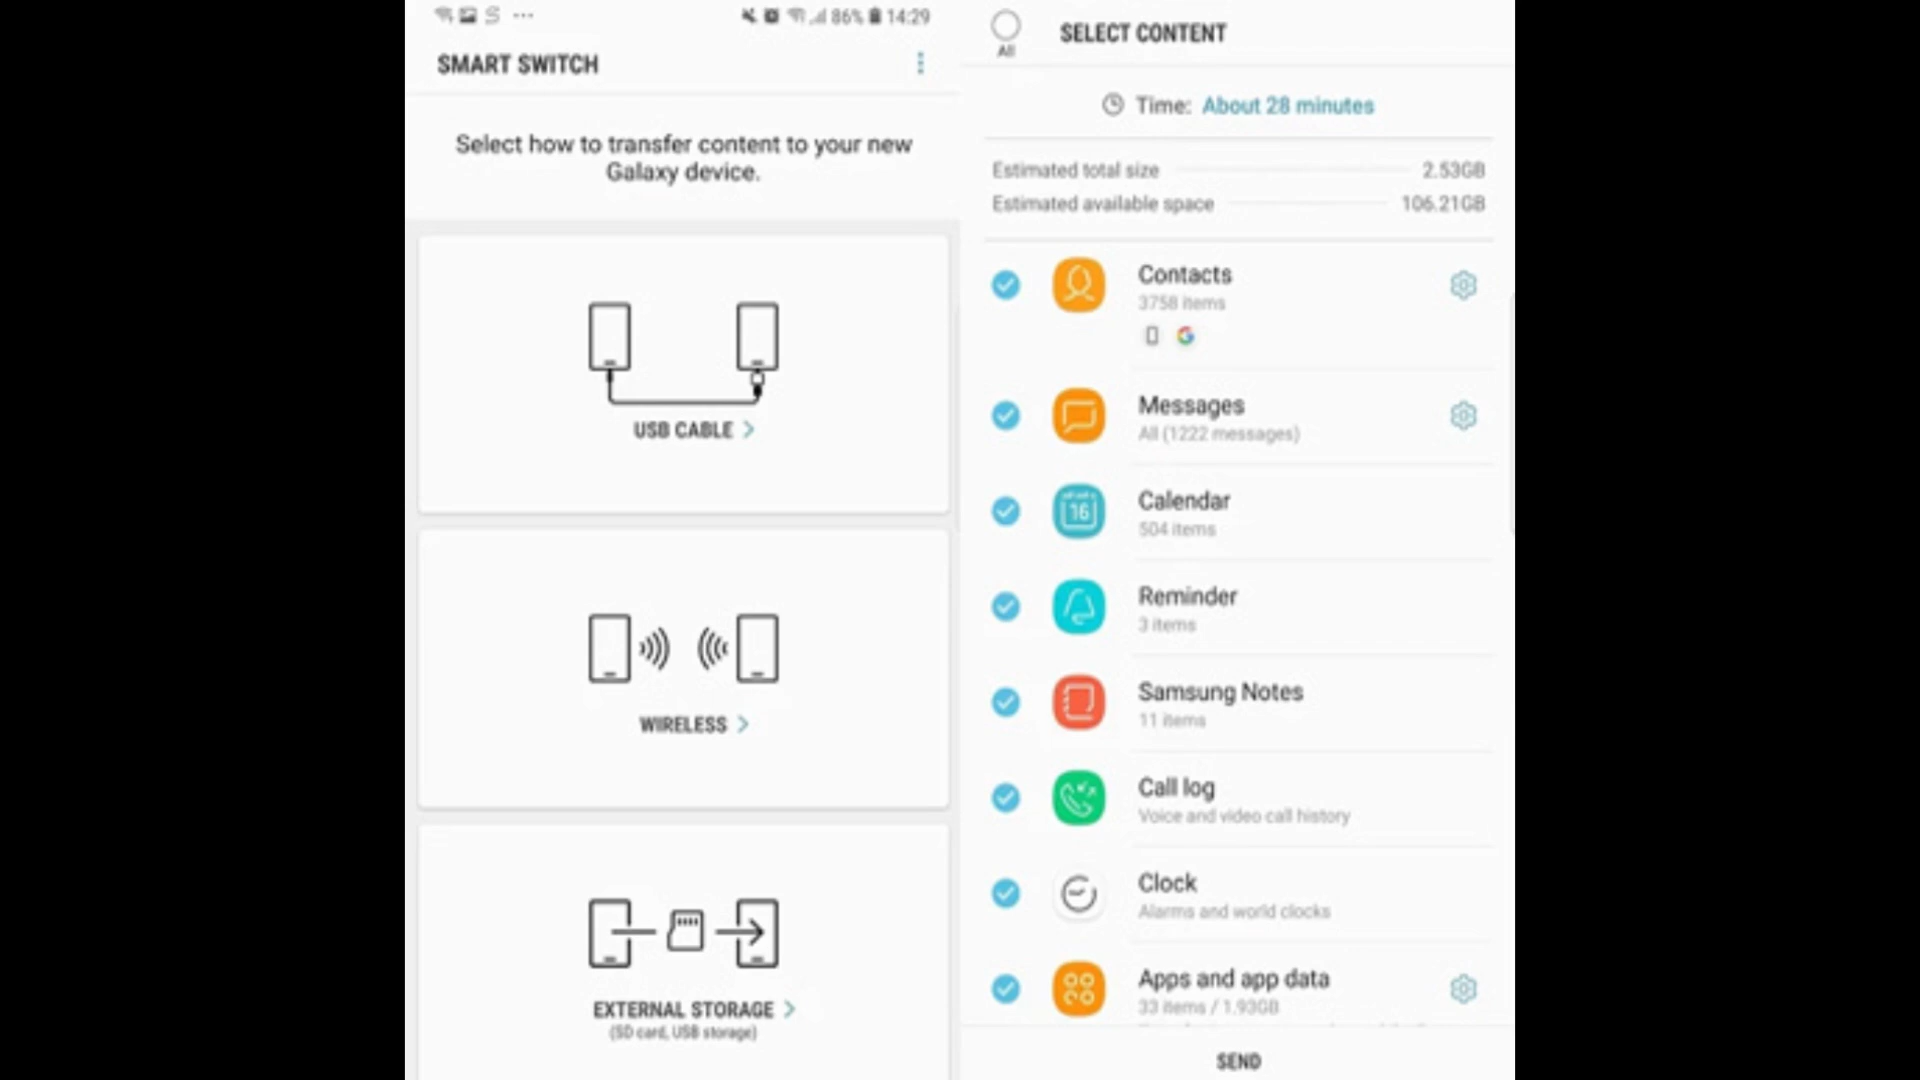 86% 14:29
SMART SWITCH
Select how to transfer content to your new
Galaxy device.
USB CABLE
WIRELESS
EXTERNAL STORAGE
(SD card, USB storage)
All
SELECT CONTENT
Time: About 28 minutes
Estimated total size 2.53GB
Estimated available space 106.21GB
Contacts
3758 items
Messages
All (1222 messages)
16
Calendar
504 items
Reminder
3 items
Samsung Notes
11 items
Call log
Voice and video call history
Clock
Alarms and world clocks
Apps and app data
33 items / 1.93GB
SEND